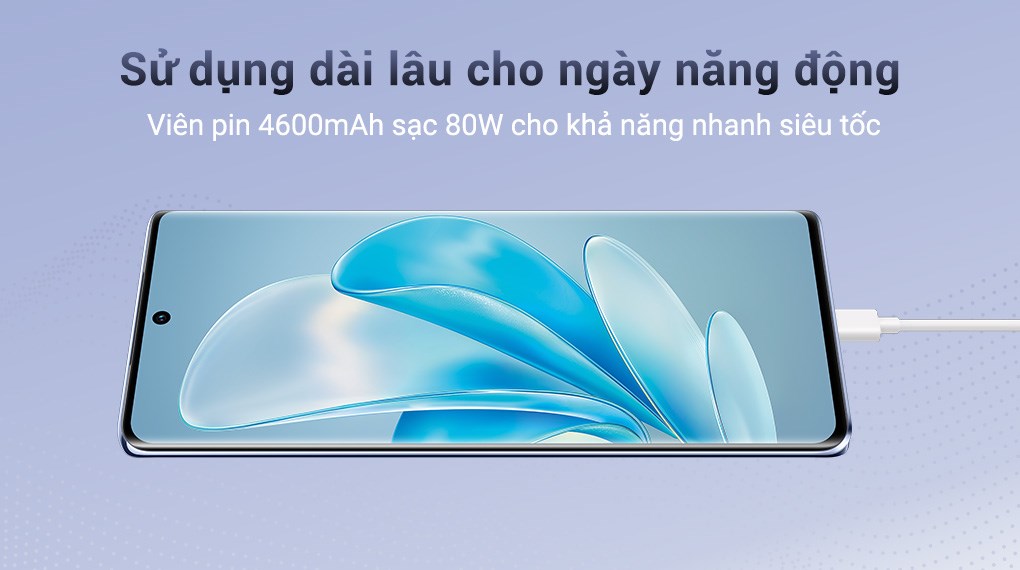 Sử dụng dài lâu cho ngày năng động
Viên pin 4600mAh sạc 80W cho khả năng nhanh siêu tốc